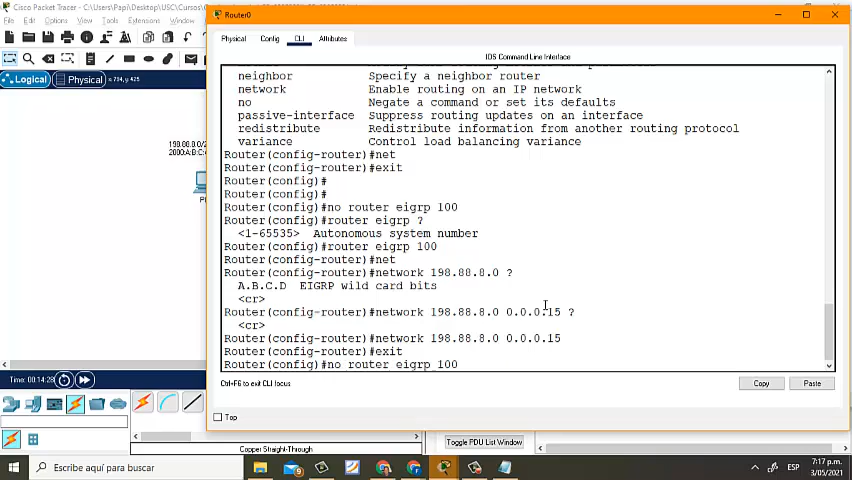 Cisco Packet Tracer - C:\Users\Papi\Desktop\USC\Cursos
File Edit Options View Tools Extensions Window
Router0
Physical Config CLI Attributes
Logical Physical x: 794, y: 425
IOS Command Line Interface
neighbor Specify a neighbor router
network Enable routing on an IP network
no Negate a command or set its defaults
passive-interface Suppress routing updates on an interface
redistribute Redistribute information from another routing protocol
variance Control load balancing variance
Router(config-router)#net
Router(config-router)#exit
Router(config)#
Router(config)#
Router(config)#no router eigrp 100
Router(config)#router eigrp ?
<1-65535> Autonomous system number
Router(config)#router eigrp 100
Router(config-router)#net
Router(config-router)#network 198.88.8.0 ?
A.B.C.D EIGRP wild card bits
<cr>
Router(config-router)#network 198.88.8.0 0.0.0.15 ?
<cr>
Router(config-router)#network 198.88.8.0 0.0.0.15
Router(config-router)#exit
Router(config)#no router eigrp 100
198.88.8.0/2
2000:A:B:C:
Ctrl+F6 to exit CLI focus
Copy Paste
Top
Time: 00:14:28
Copper Straight-Through
Toggle PDU List Window
Escribe aquí para buscar
ESP
7:17 p.m.
3/05/2021